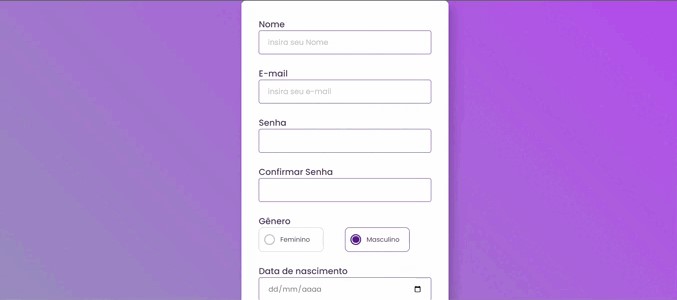 Nome
insira seu Nome
E-mail
insira seu e-mail
Senha
Confirmar Senha
Gênero
Feminino Masculino
Data de nascimento
dd/mm/aaaa